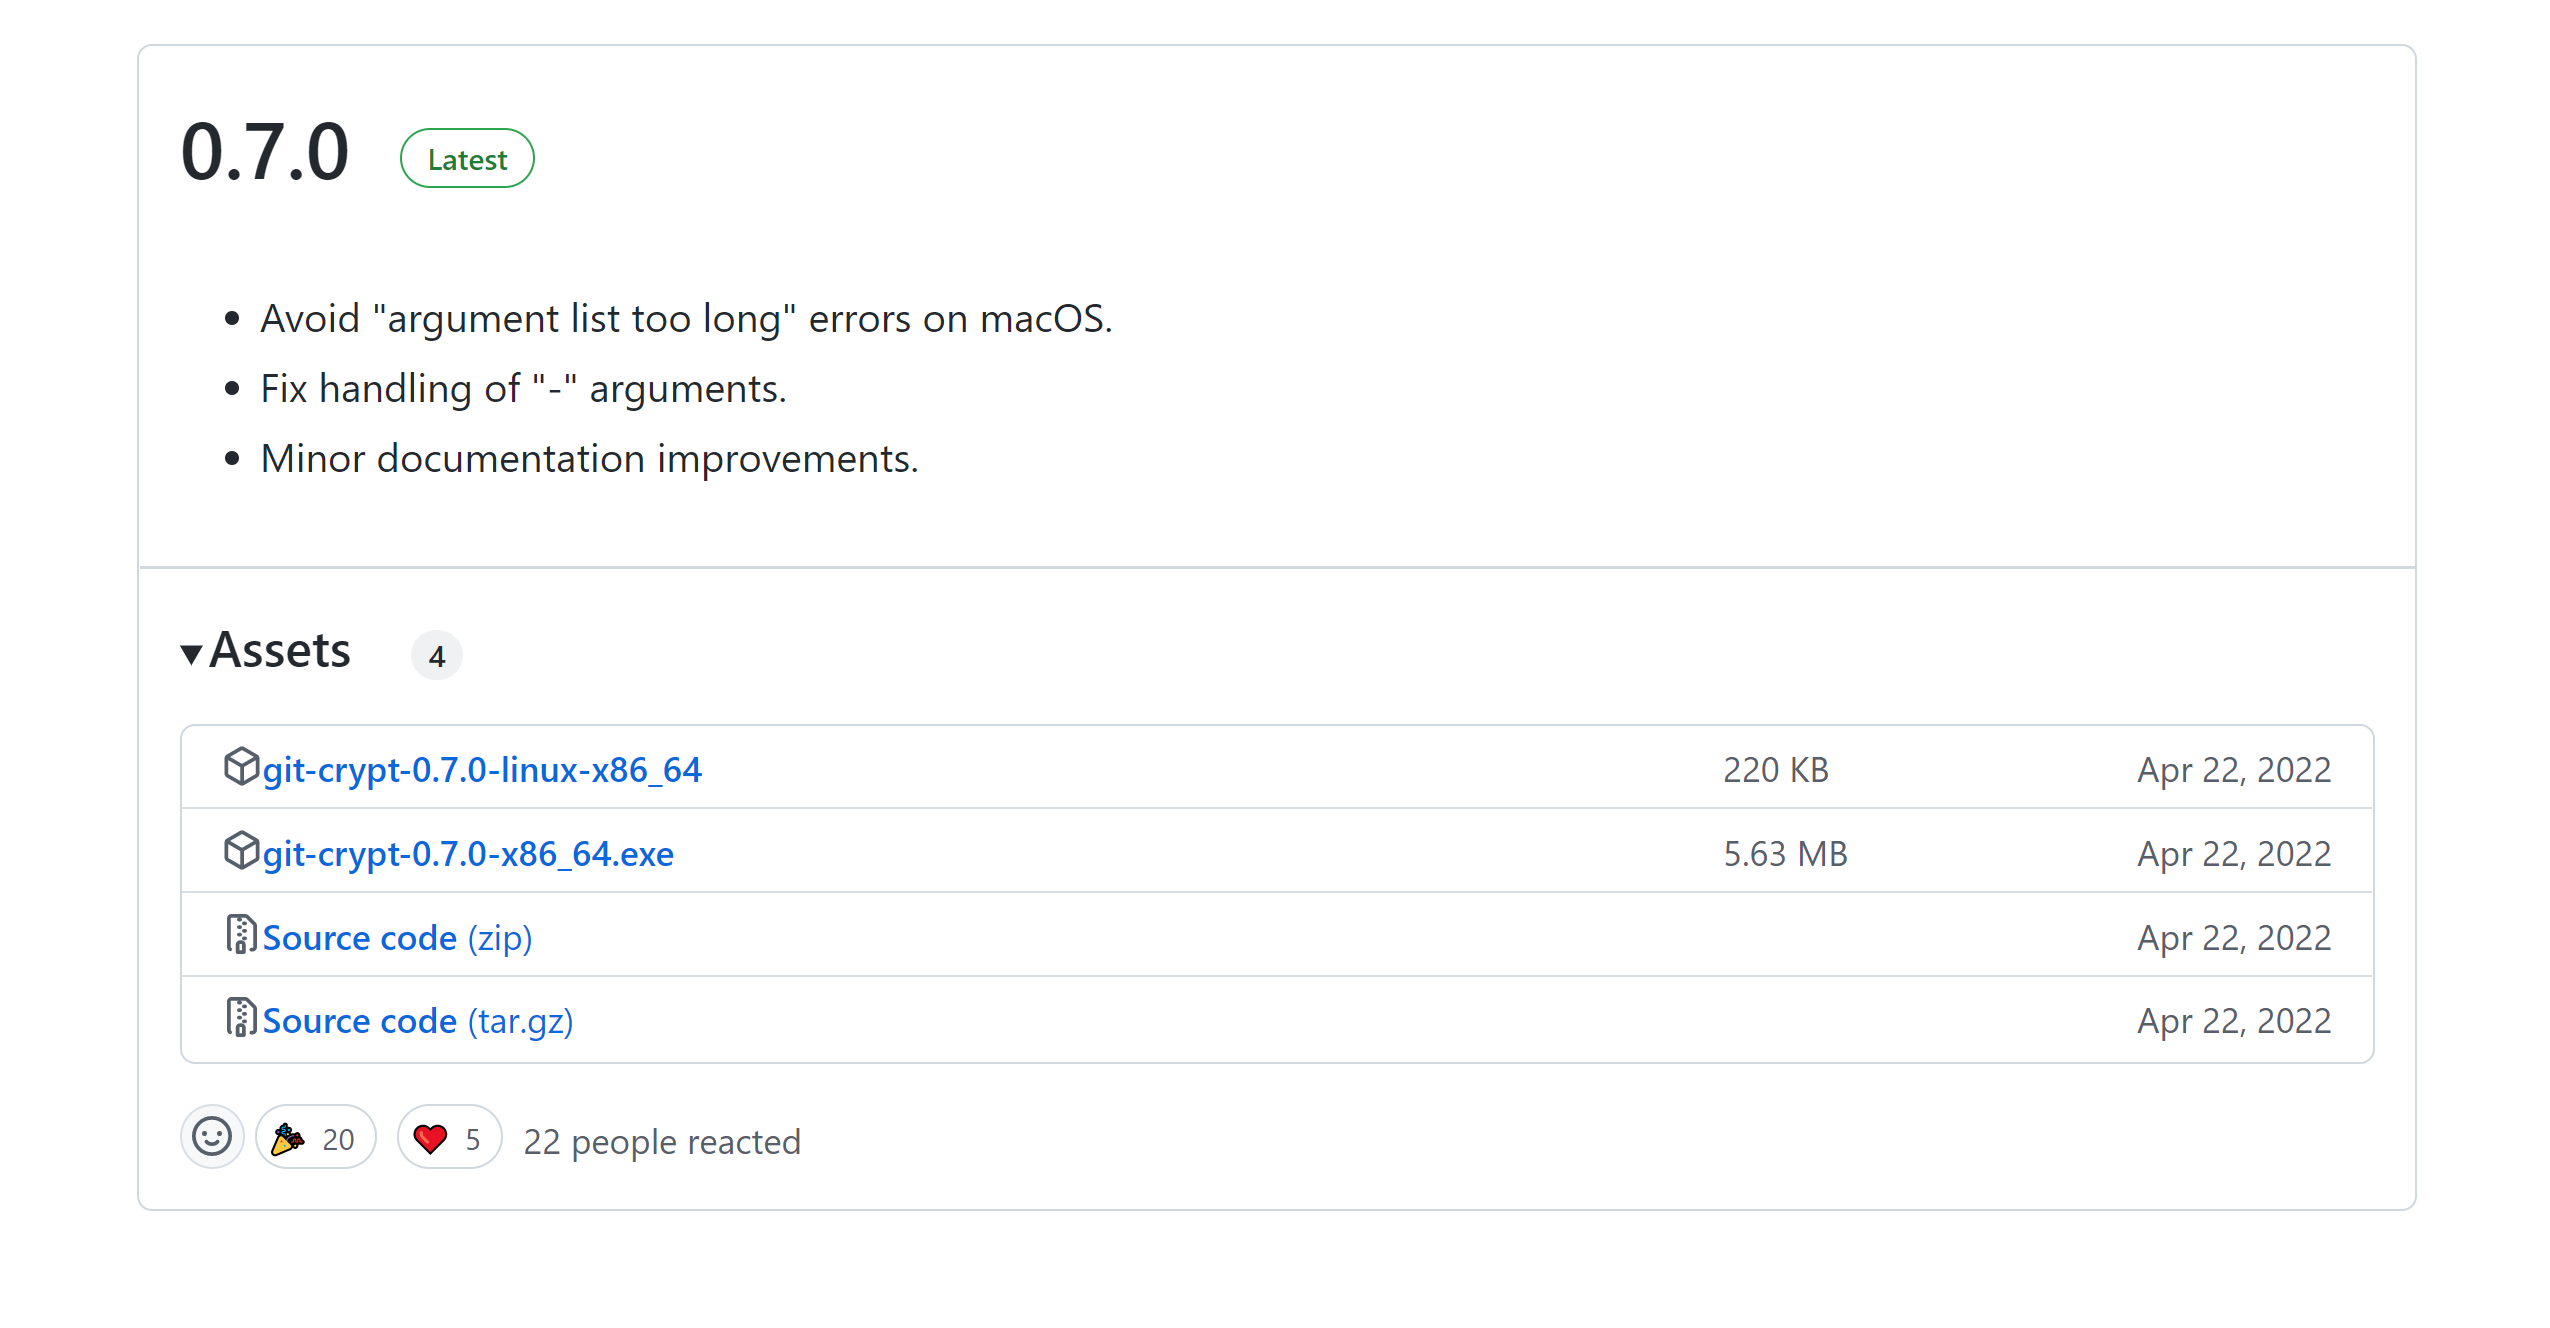 0.7.0 Latest
Avoid "argument list too long" errors on macOS.
Fix handling of "-" arguments.
Minor documentation improvements.
Assets 4
git-crypt-0.7.0-linux-x86_64 220 KB Apr 22, 2022
git-crypt-0.7.0-x86_64.exe 5.63 MB Apr 22, 2022
Source code (zip) Apr 22, 2022
Source code (tar.gz) Apr 22, 2022
20 5 22 people reacted